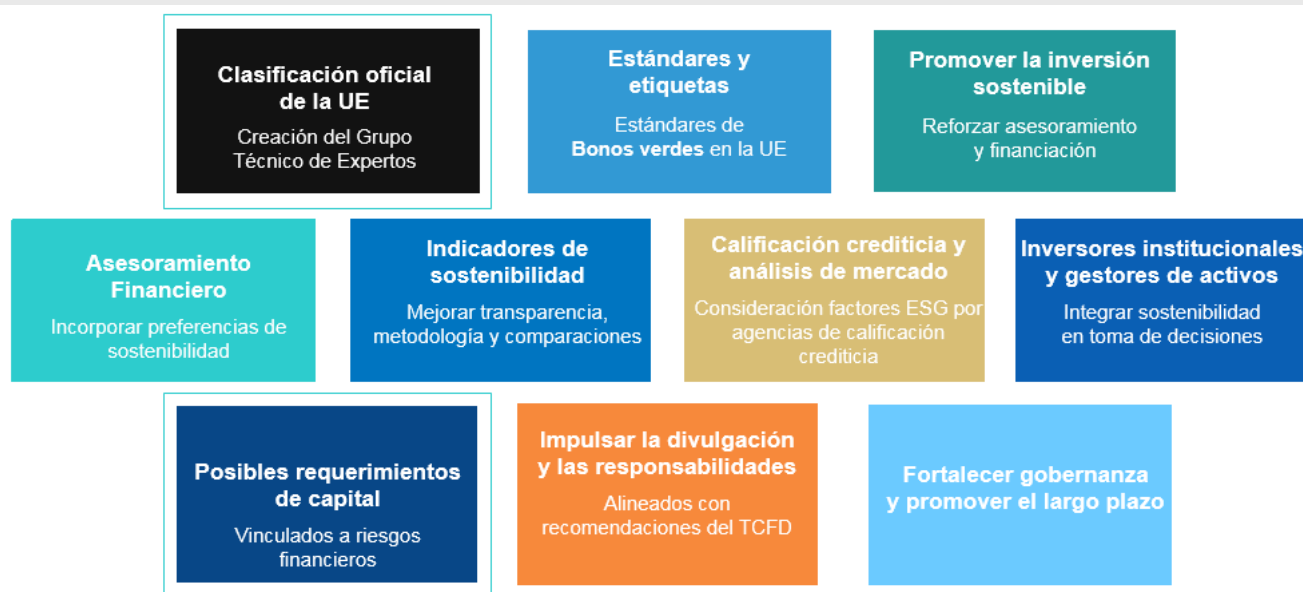 Clasificación oficial
de la UE
Creación del Grupo
Técnico de Expertos
Estándares y
etiquetas
Estándares de
Bonos verdes en la UE
Promover la inversión
sostenible
Reforzar asesoramiento
y financiación
Asesoramiento
Financiero
Incorporar preferencias de
sostenibilidad
Indicadores de
sostenibilidad
Mejorar transparencia,
metodología y comparaciones
Calificación crediticia y
análisis de mercado
Consideración factores ESG por
agencias de calificación
crediticia
Inversores institucionales
y gestores de activos
Integrar sostenibilidad
en toma de decisiones
Posibles requerimientos
de capital
Vinculados a riesgos
financieros
Impulsar la divulgación
y las responsabilidades
Alineados con
recomendaciones del TCFD
Fortalecer gobernanza
y promover el largo plazo